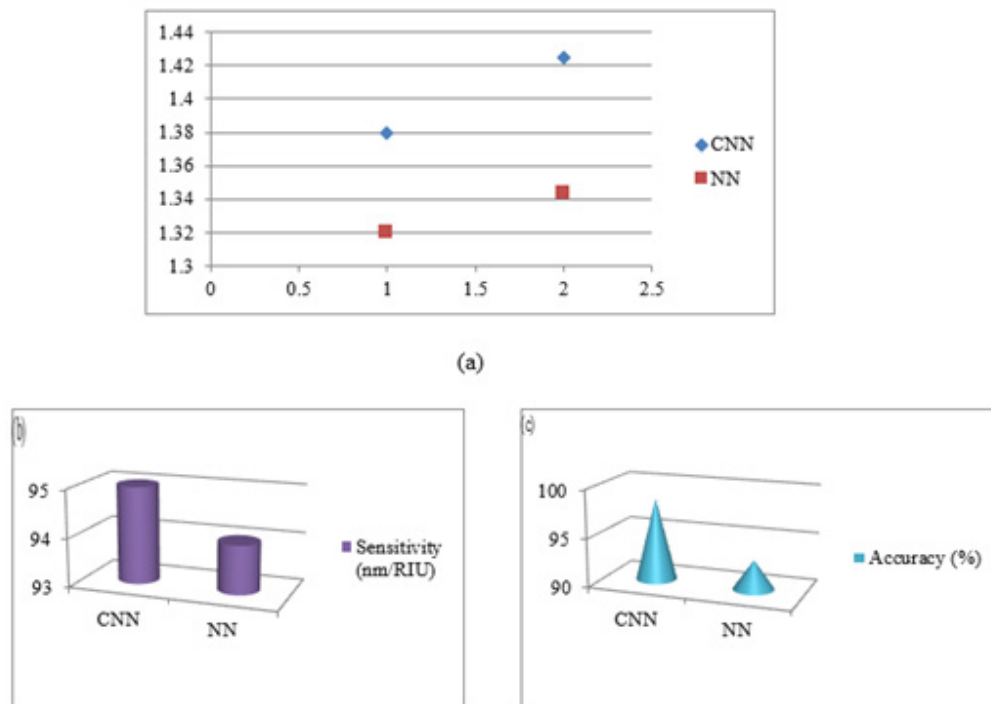 1.44
1.42
1.4
1.38
1.36
1.34
1.32
1.3
0 0.5 1 1.5 2 2.5
CNN
NN
(a)
(b)
95
94
93
CNN NN
Sensitivity
(nm/RIU)
(c)
100
95
90
CNN NN
Accuracy (%)